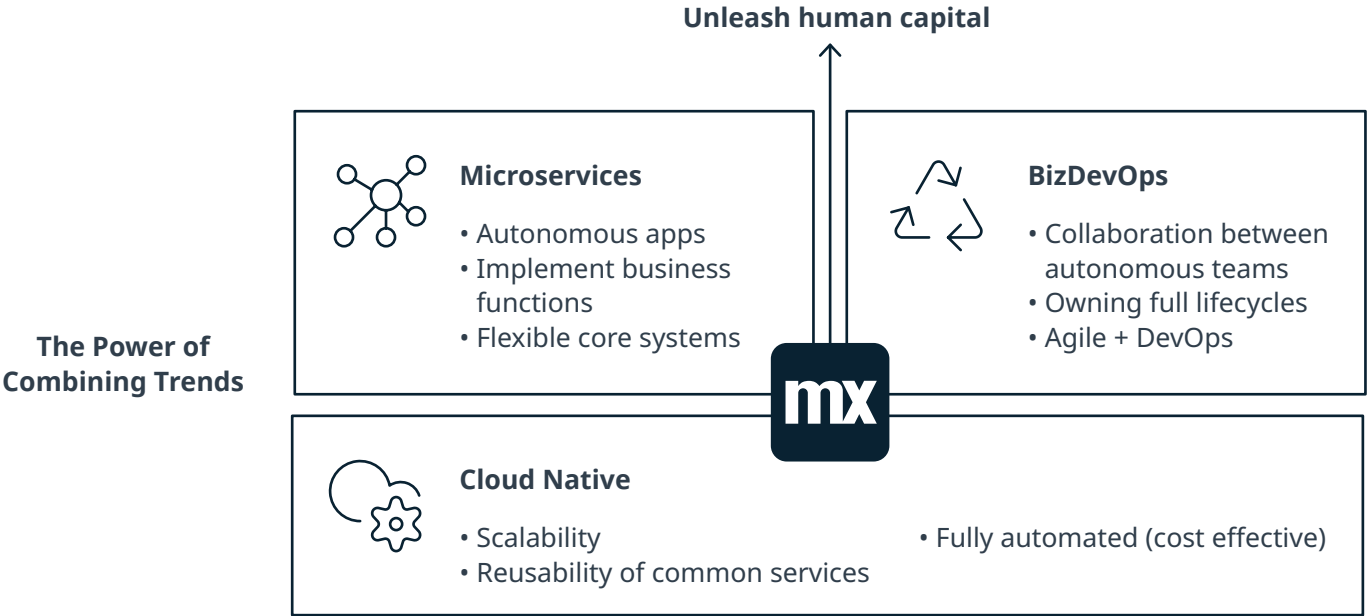 Unleash human capital
Microservices
• Autonomous apps
• Implement business
functions
• Flexible core systems
BizDevOps
• Collaboration between
autonomous teams
• Owning full lifecycles
• Agile + DevOps
The Power of
Combining Trends
mx
Cloud Native
• Scalability
• Reusability of common services
• Fully automated (cost effective)